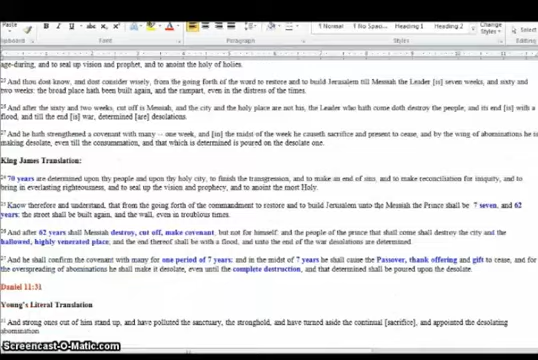 Paste
B I U abc x
Clipboard Font Paragraph Styles
¶ Normal ¶ No Spac... Heading 1 Heading 2 Change Styles Select
age-during, and to seal up vision and prophet, and to anoint the holy of holies.
25 And thou dost know, and dost consider wisely, from the going forth of the word to restore and to build Jerusalem till Messiah the Leader [is] seven weeks, and sixty and
two weeks: the broad place hath been built again, and the rampart, even in the distress of the times.
26 And after the sixty and two weeks, cut off is Messiah, and the city and the holy place are not his, the Leader who hath come doth destroy the people; and its end [is] with a
flood, and till the end [is] war, determined [are] desolations.
27 And he hath strengthened a covenant with many -- one week, and [in] the midst of the week he causeth sacrifice and present to cease, and by the wing of abominations he is
making desolate, even till the consummation, and that which is determined is poured on the desolate one.
King James Translation:
24 70 years are determined upon thy people and upon thy holy city, to finish the transgression, and to make an end of sins, and to make reconciliation for iniquity, and to
bring in everlasting righteousness, and to seal up the vision and prophecy, and to anoint the most Holy.
25 Know therefore and understand, that from the going forth of the commandment to restore and to build Jerusalem unto the Messiah the Prince shall be 7 seven, and 62
years: the street shall be built again, and the wall, even in troublous times.
26 And after 62 years shall Messiah destroy, cut off, make covenant, but not for himself: and the people of the prince that shall come shall destroy the city and the
hallowed, highly venerated place; and the end thereof shall be with a flood, and unto the end of the war desolations are determined.
27 And he shall confirm the covenant with many for one period of 7 years: and in the midst of 7 years he shall cause the Passover, thank offering and gift to cease, and for
the overspreading of abominations he shall make it desolate, even until the complete destruction, and that determined shall be poured upon the desolate.
Daniel 11:31
Young's Literal Translation
31 And strong ones out of him stand up, and have polluted the sanctuary, the stronghold, and have turned aside the continual [sacrifice], and appointed the desolating
abomination.
Screencast-O-Matic.com